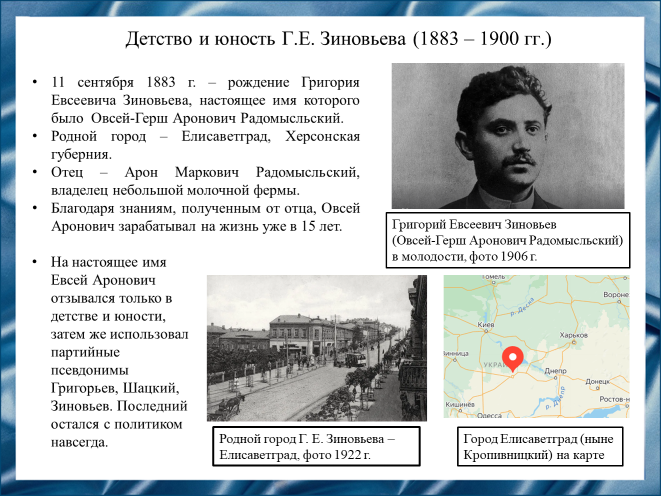 Детство и юность Г.Е. Зиновьева (1883 – 1900 гг.)
• 11 сентября 1883 г. – рождение Григория
Евсеевича Зиновьева, настоящее имя которого
было Овсей-Герш Аронович Радомысльский.
• Родной город – Елисаветград, Херсонская
губерния.
• Отец – Арон Маркович Радомысльский,
владелец небольшой молочной фермы.
• Благодаря знаниям, полученным от отца, Овсей
Аронович зарабатывал на жизнь уже в 15 лет.
• На настоящее имя
Евсей Аронович
отзывался только в
детстве и юности,
затем же использовал
партийные
псевдонимы
Григорьев, Шацкий,
Зиновьев. Последний
остался с политиком
навсегда.
Григорий Евсеевич Зиновьев
(Овсей-Герш Аронович Радомысльский)
в молодости, фото 1906 г.
Родной город Г. Е. Зиновьева –
Елисаветград, фото 1922 г.
Гомель
р. Десна
Вороне
Киев
Харьков
инница
УКРАИ
Днепр
Донецк
р. Днепр
Ростов-н
Кишинёв
Одесса
Город Елисаветград (ныне
Кропивницкий) на карте